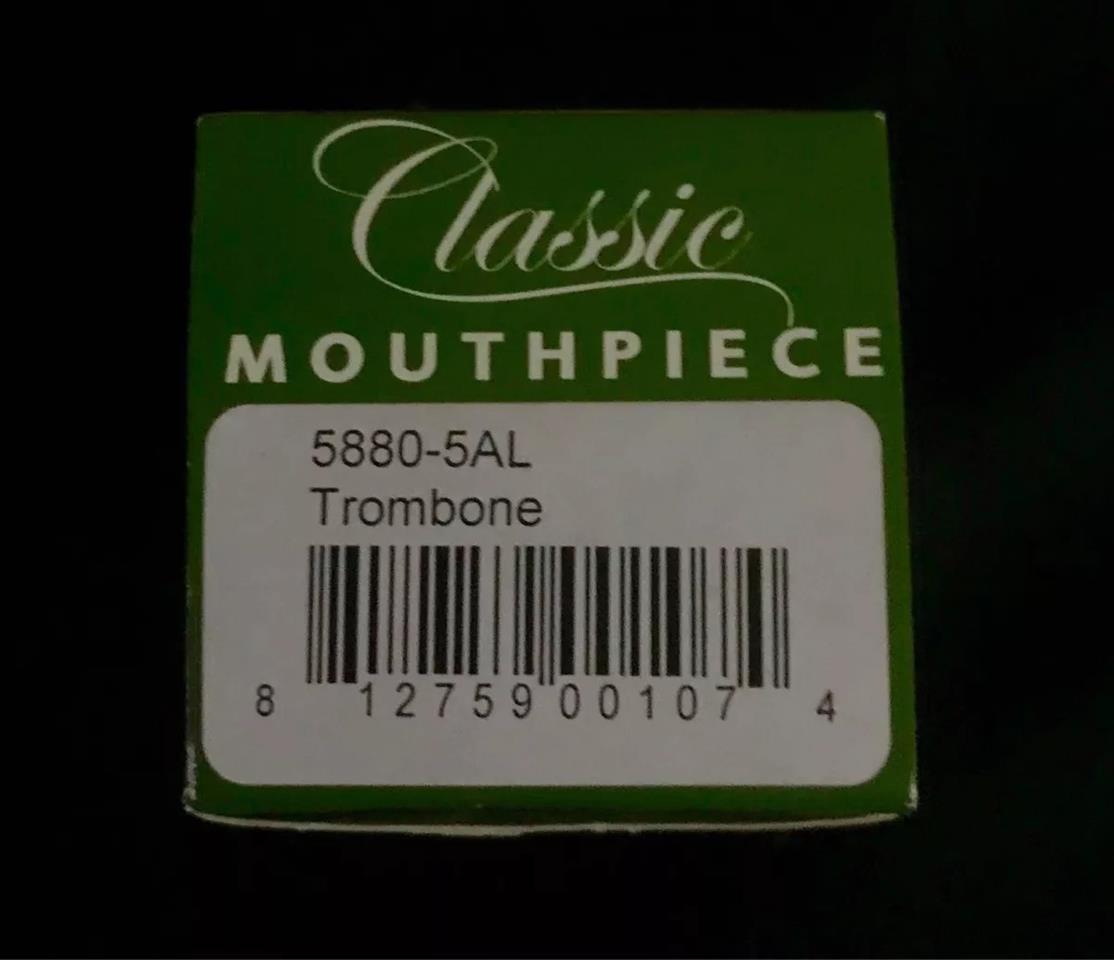 Classic
MOUTHPIECE
5880-5AL
Trombone
8 12759 00107 4